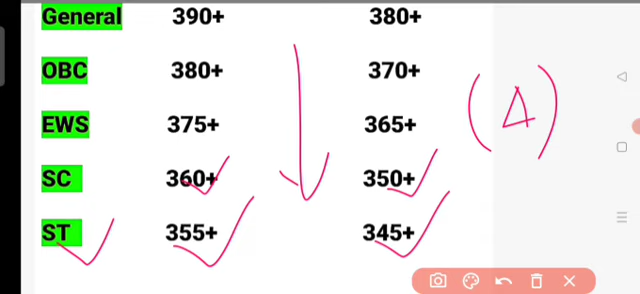 General 390+ 380+
OBC 380+ 370+
EWS 375+ 365+
(4)
SC 360+ 350+
ST 355+ 345+